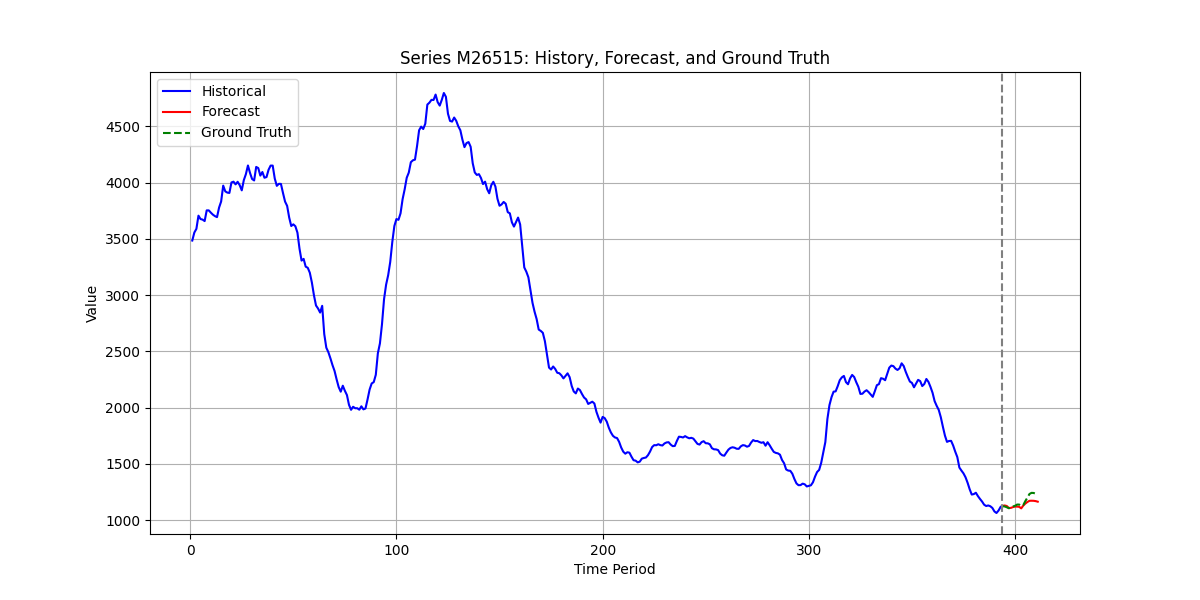 Series M26515: History, Forecast, and Ground Truth
Historical
Forecast
Ground Truth
Value
4500
4000
3500
3000
2500
2000
1500
1000
0 100 200 300 400
Time Period